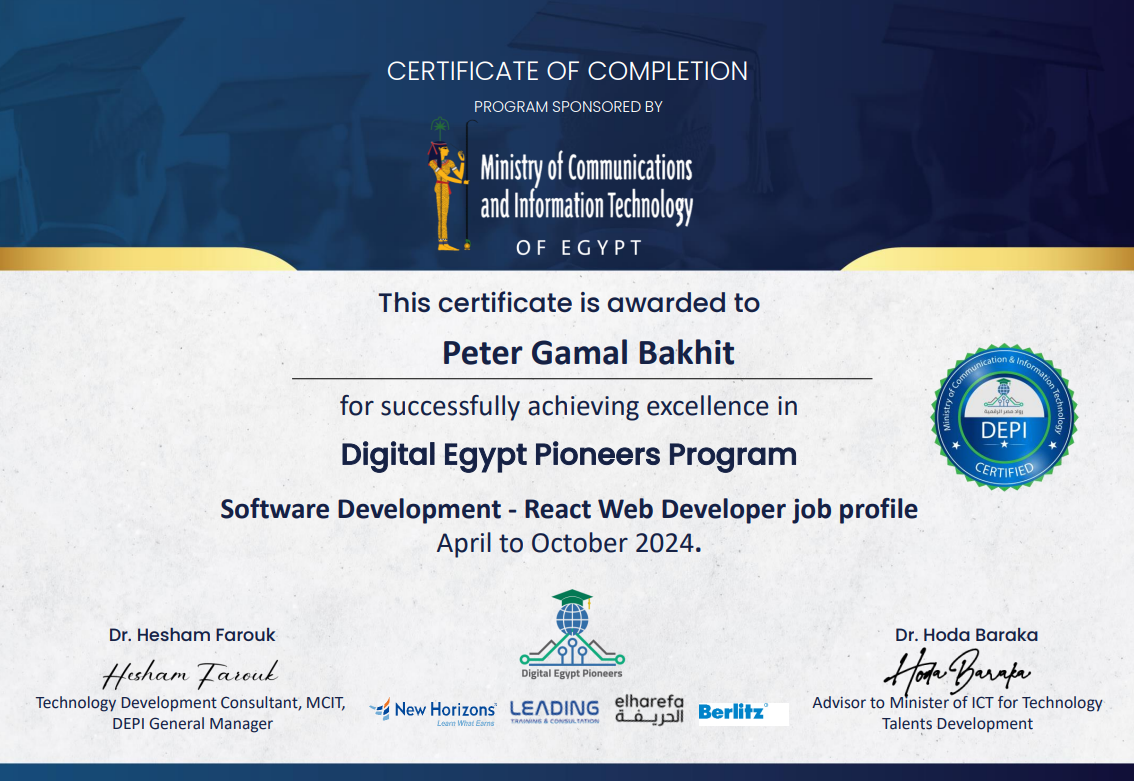 CERTIFICATE OF COMPLETION
PROGRAM SPONSORED BY
Ministry of Communications
and Information Technology
OF EGYPT
This certificate is awarded to
Peter Gamal Bakhit
for successfully achieving excellence in
Digital Egypt Pioneers Program
Software Development - React Web Developer job profile
April to October 2024.
Ministry of Communication & Information Technology
رواد مصر الرقمية
DEPI
CERTIFIED
Dr. Hesham Farouk
Hesham Farouk
Technology Development Consultant, MCIT,
DEPI General Manager
Digital Egypt Pioneers
New Horizons®
Learn What Earns
LEADING
TRAINING & CONSULTATION
elharefa
الحريفة
Berlitz®
Dr. Hoda Baraka
Hoda Baraka
Advisor to Minister of ICT for Technology
Talents Development